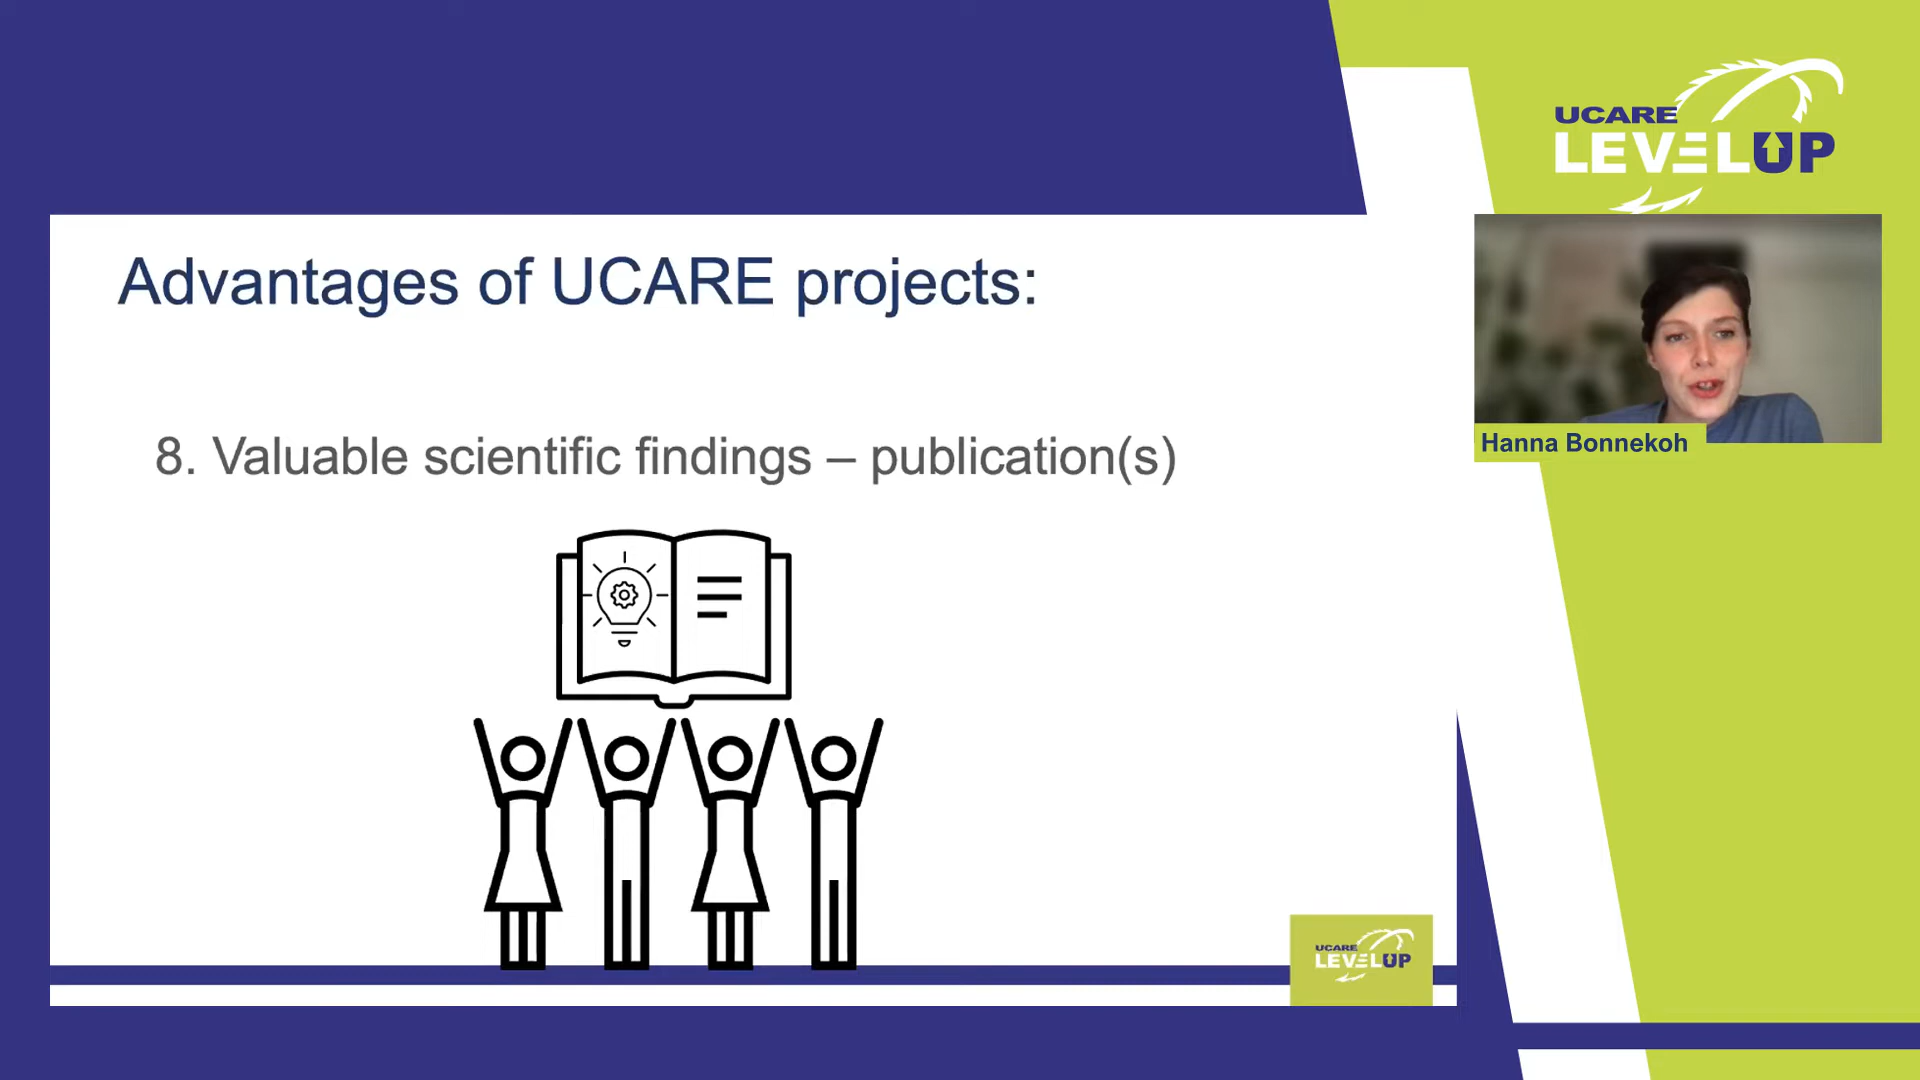 UCARE
LEVELUP
Advantages of UCARE projects:
Hanna Bonnekoh
8. Valuable scientific findings – publication(s)
UCARE
LEVELUP